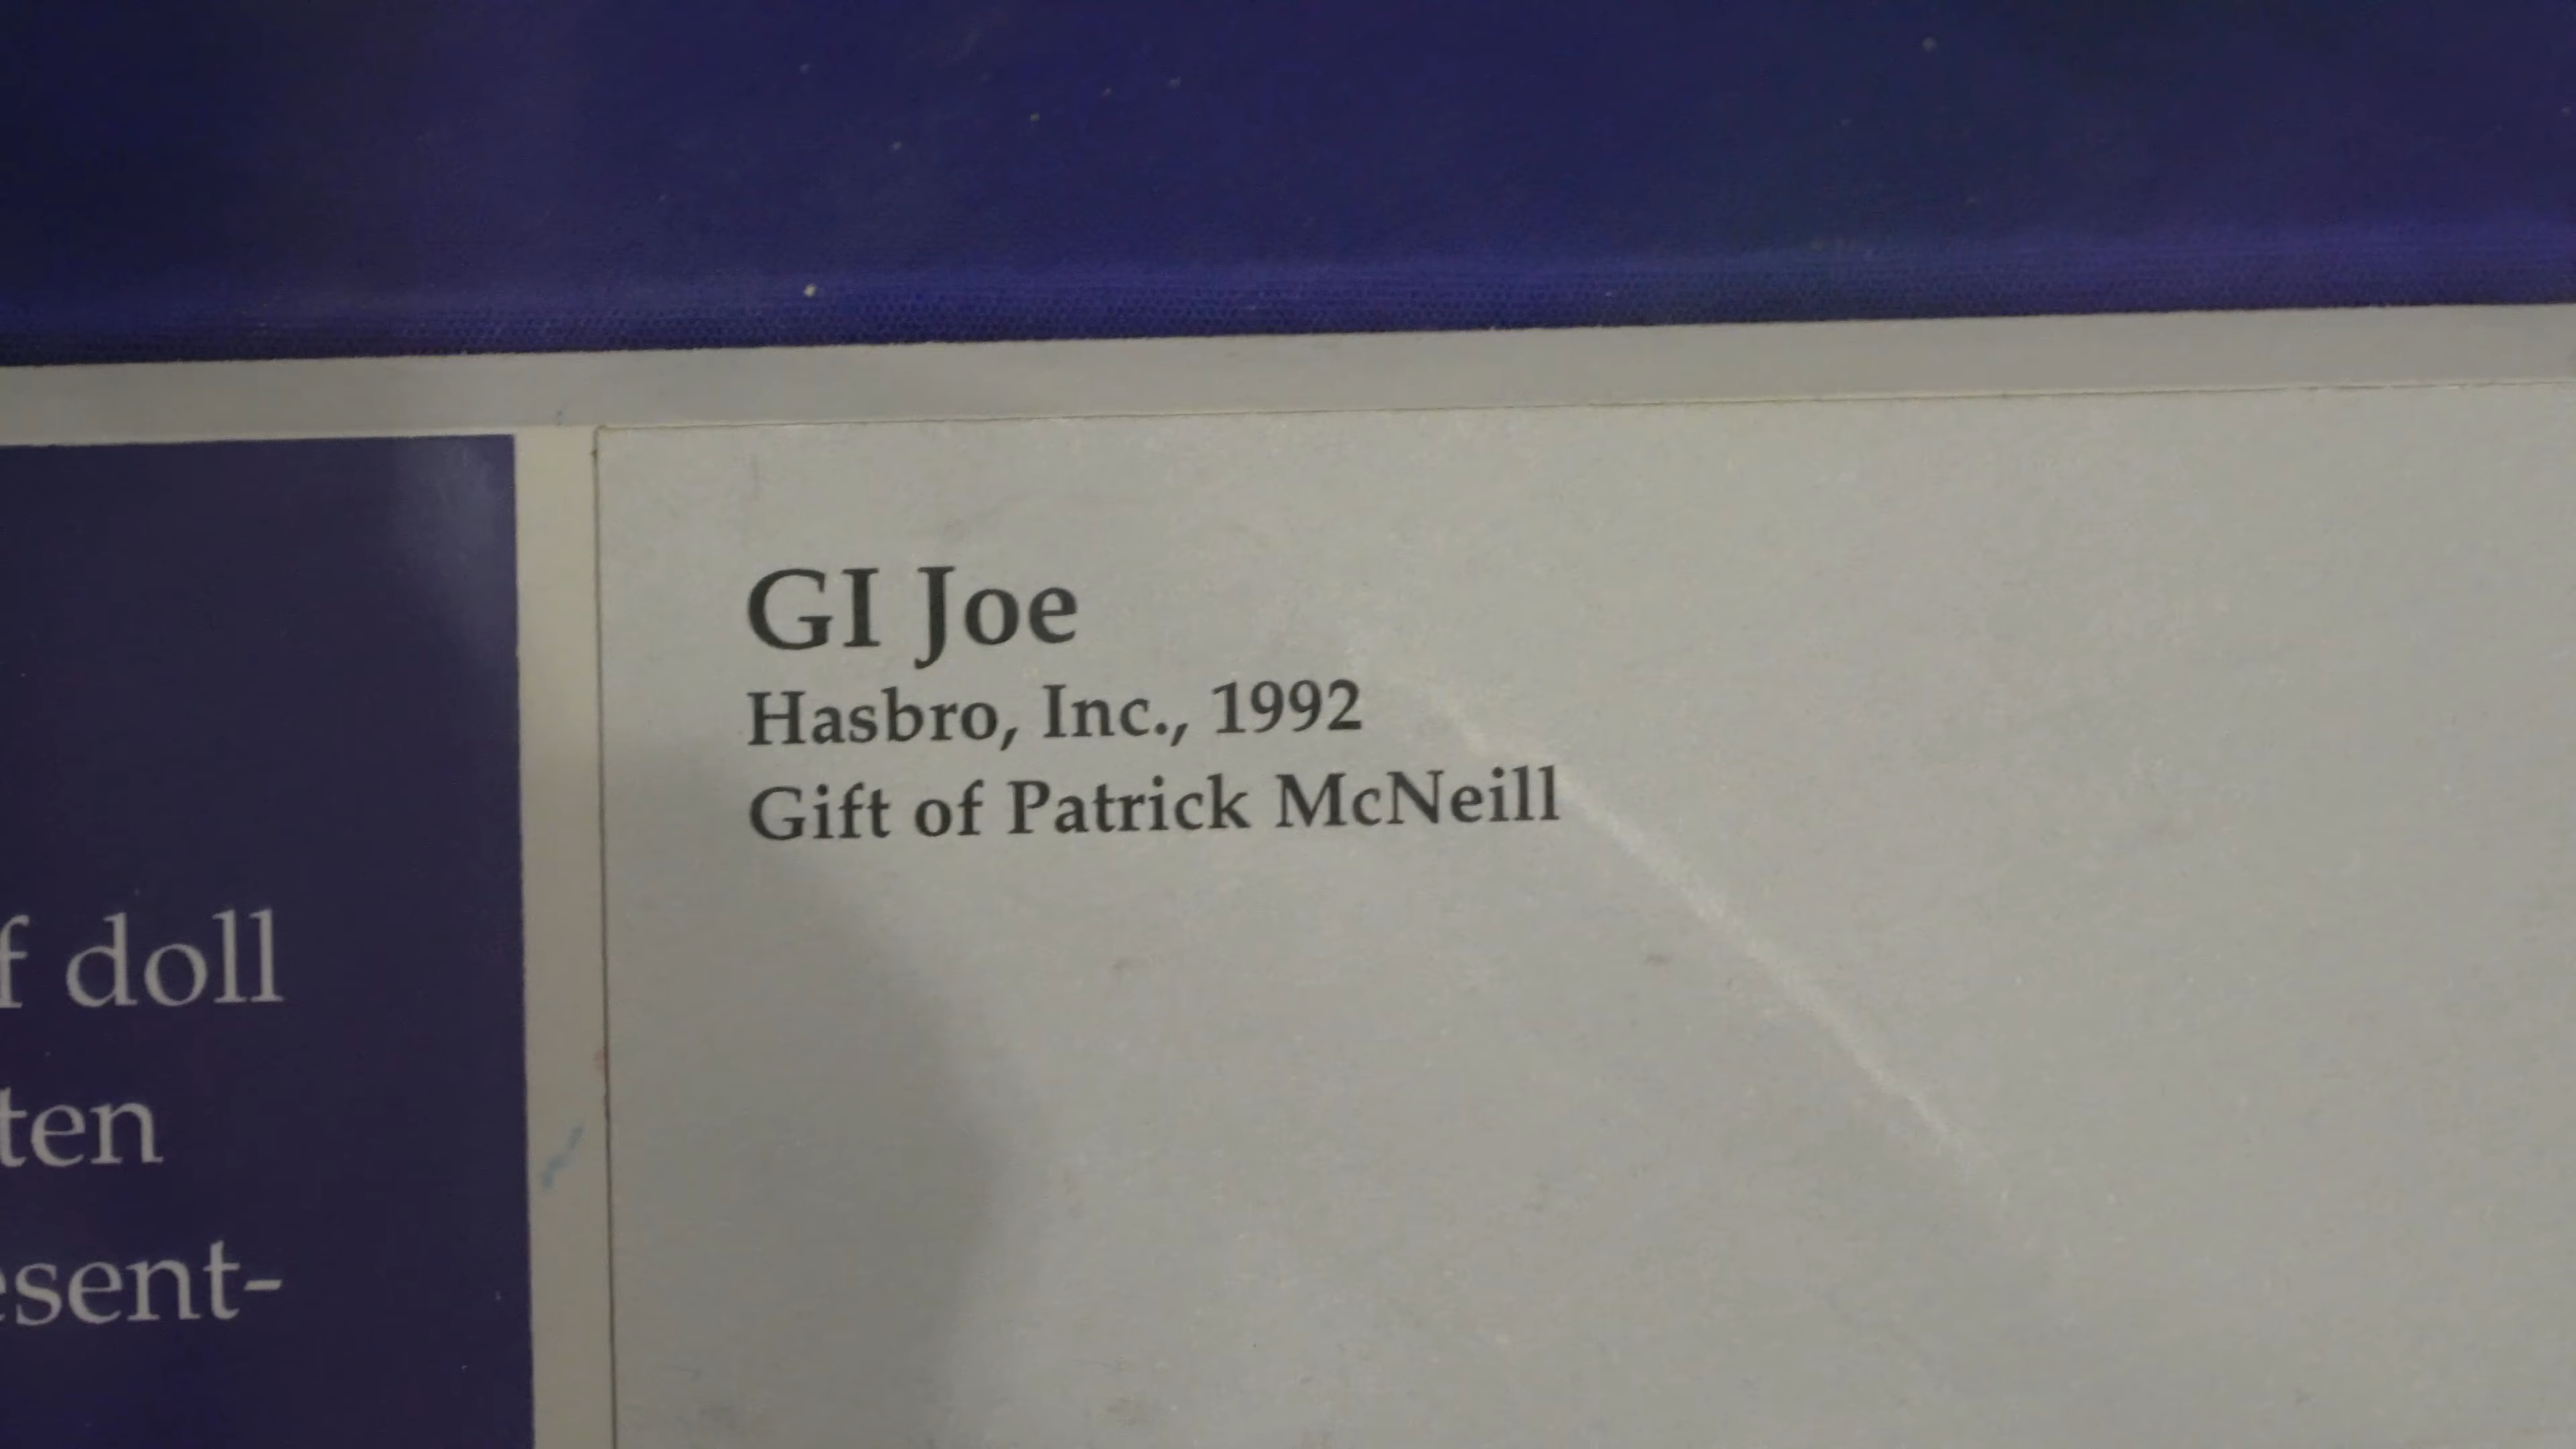 GI Joe
Hasbro, Inc., 1992
Gift of Patrick McNeill
f doll
ten
esent-